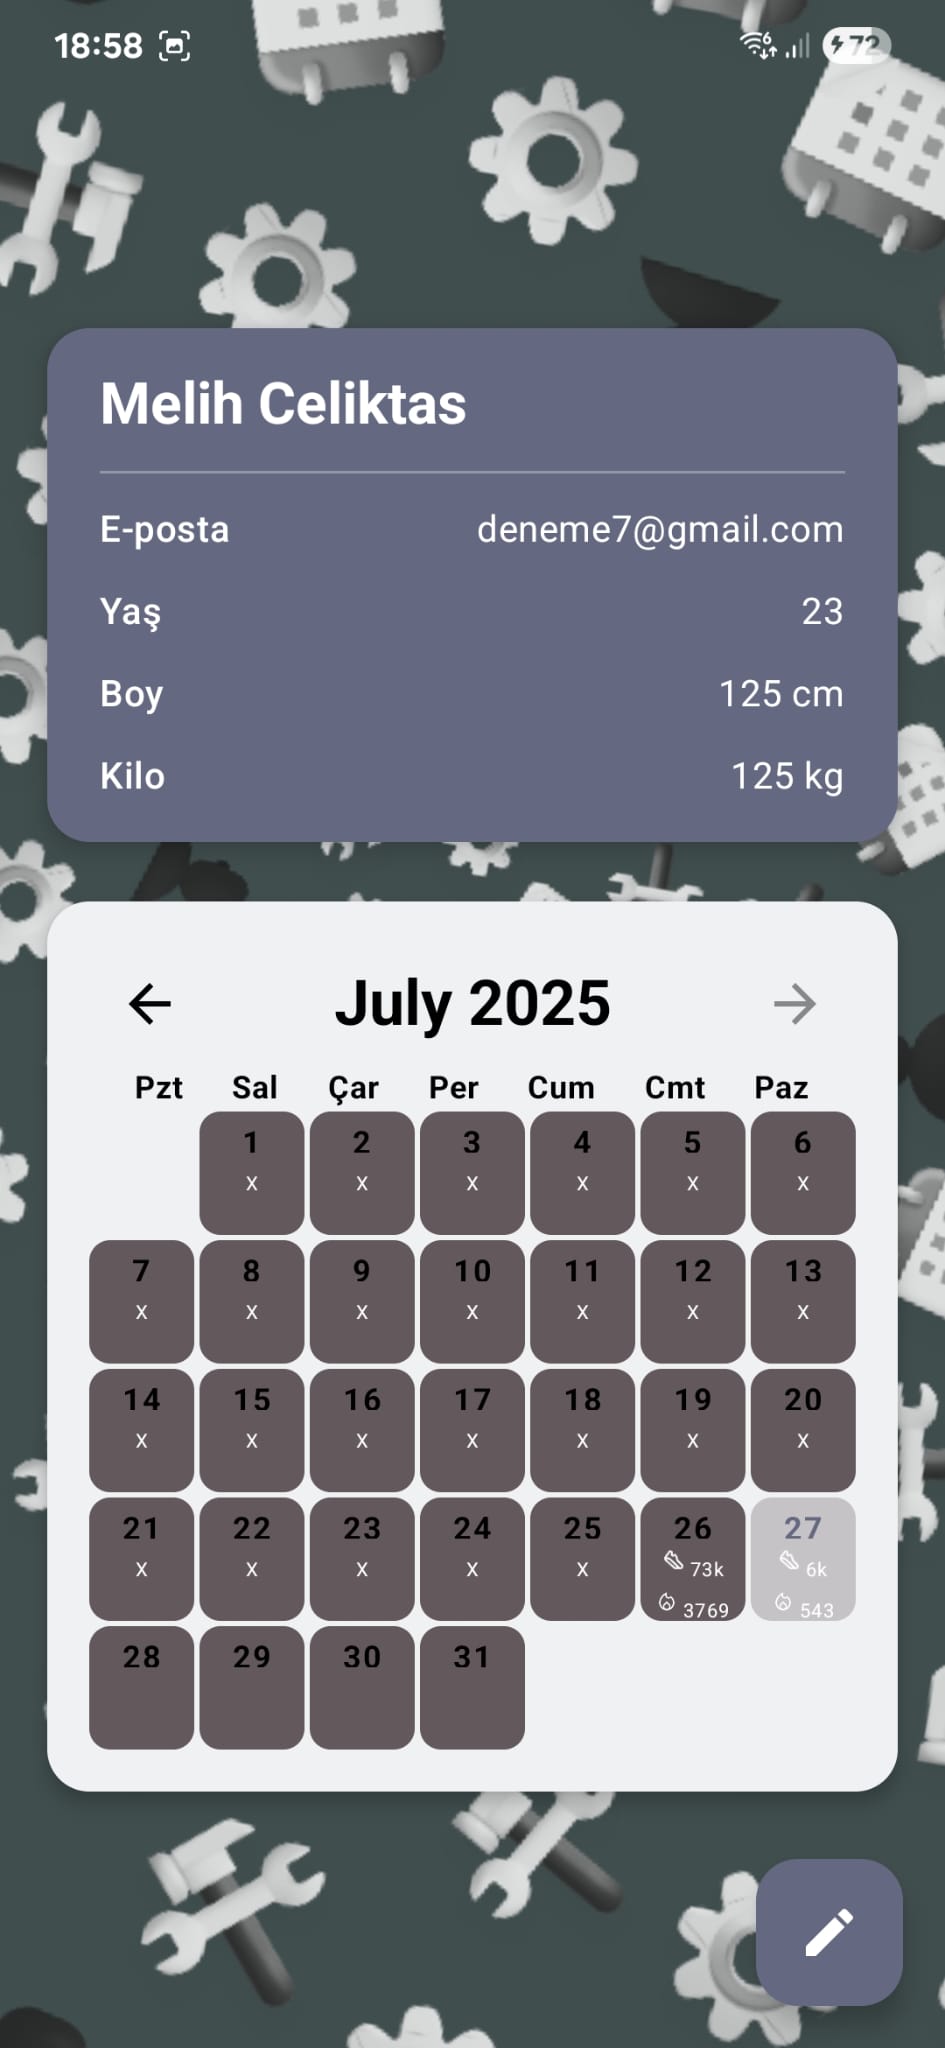 18:58 6 72
Melih Celiktas
E-posta deneme7@gmail.com
Yaş 23
Boy 125 cm
Kilo 125 kg
July 2025
Pzt Sal Çar Per Cum Cmt Paz
1 2 3 4 5 6
x x x x x x
7 8 9 10 11 12 13
x x x x x x x
14 15 16 17 18 19 20
x x x x x x x
21 22 23 24 25 26 27
x x x x x 73k 6k
3769 543
28 29 30 31